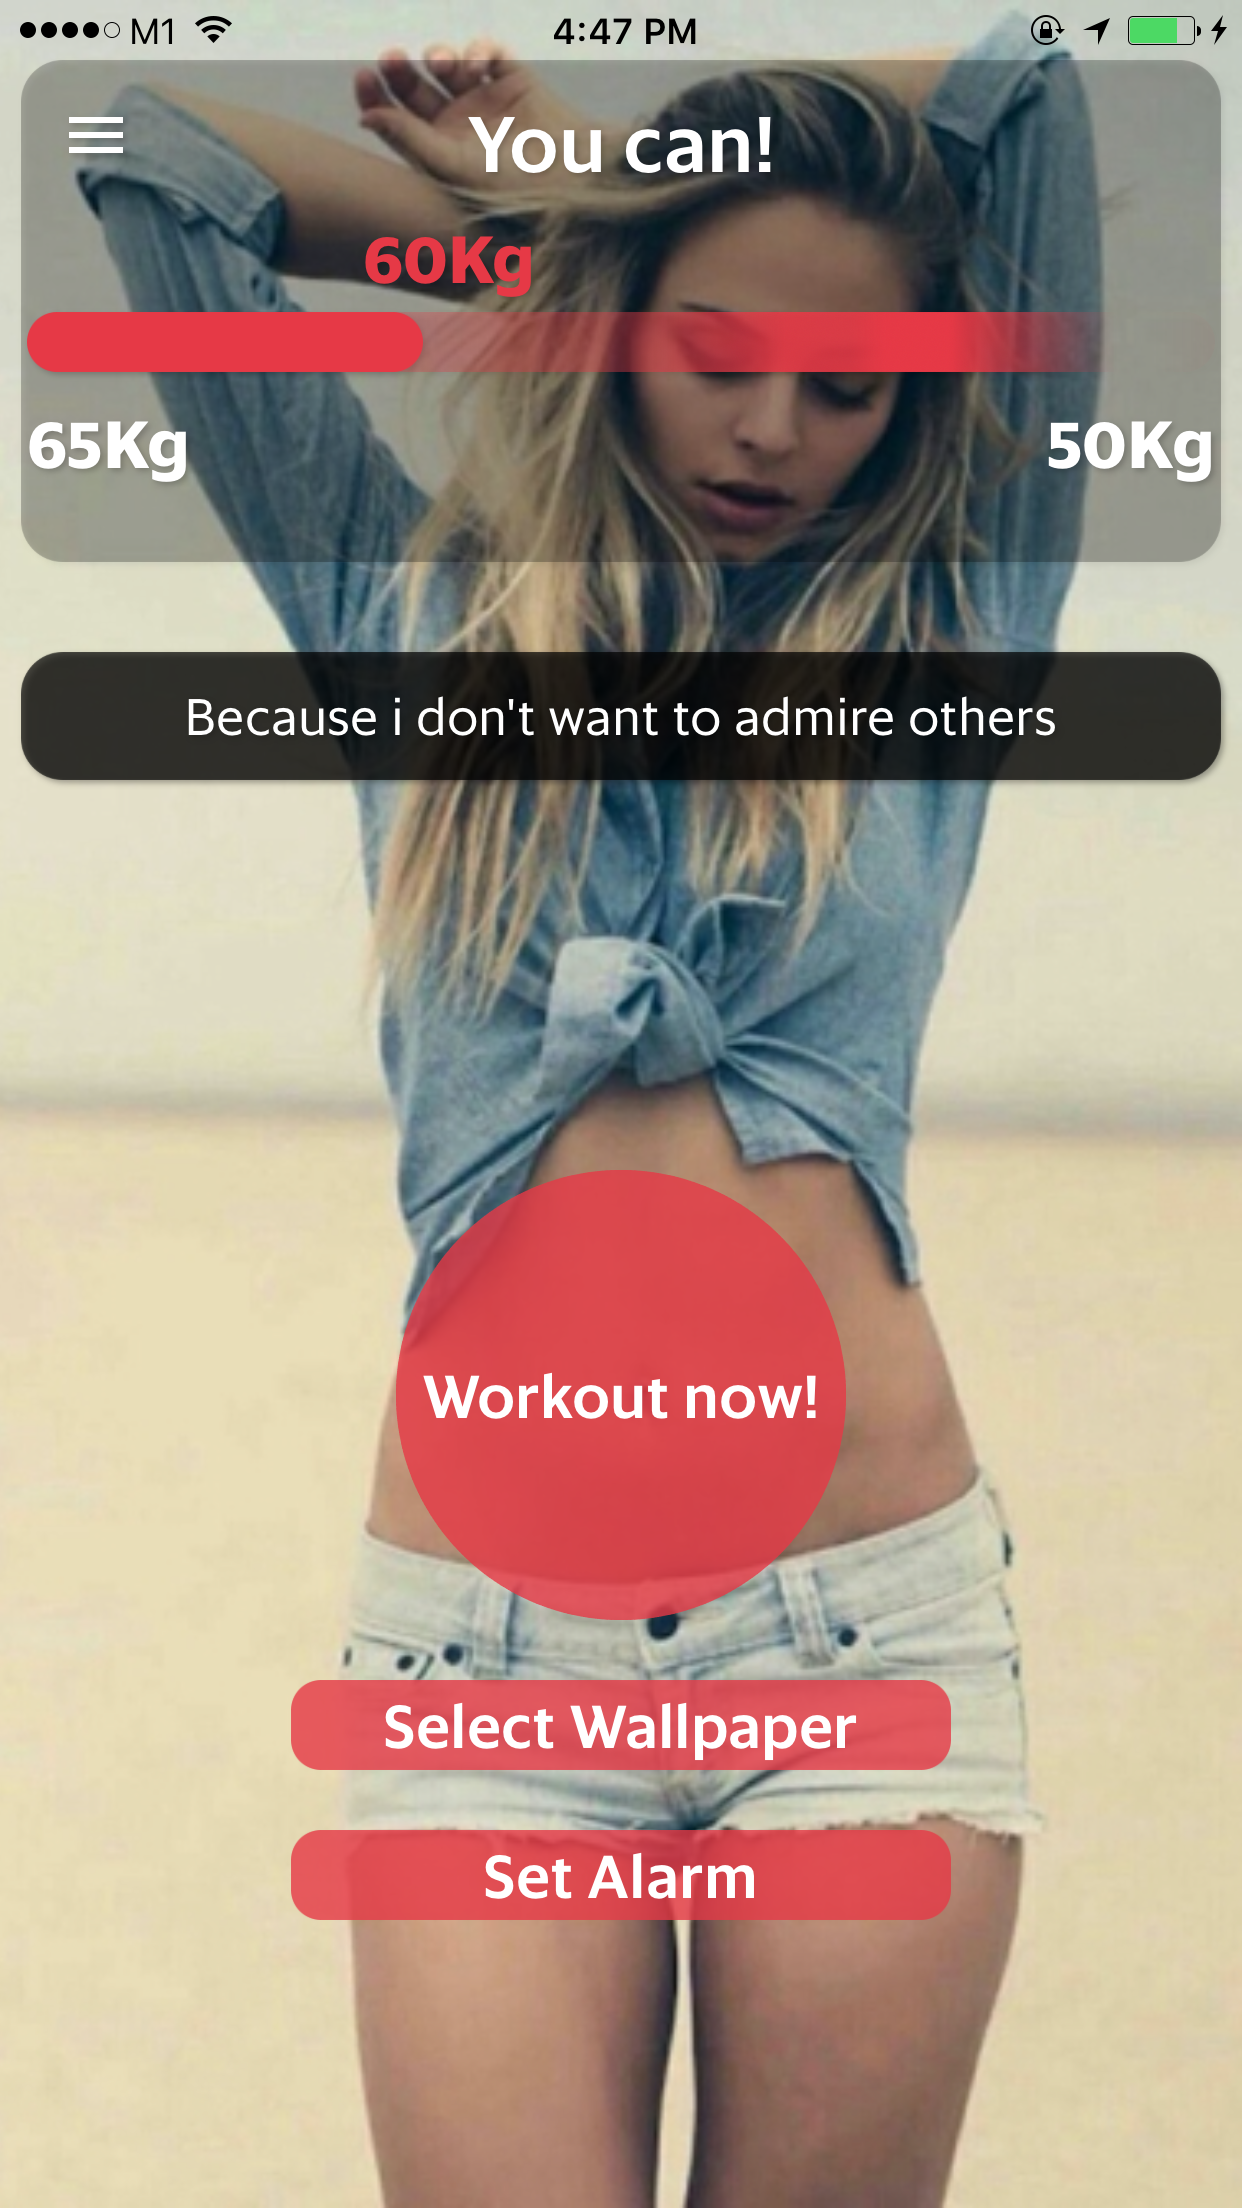 M1 4:47 PM
You can!
60Kg
65Kg 50Kg
Because i don't want to admire others
Workout now!
Select Wallpaper
Set Alarm